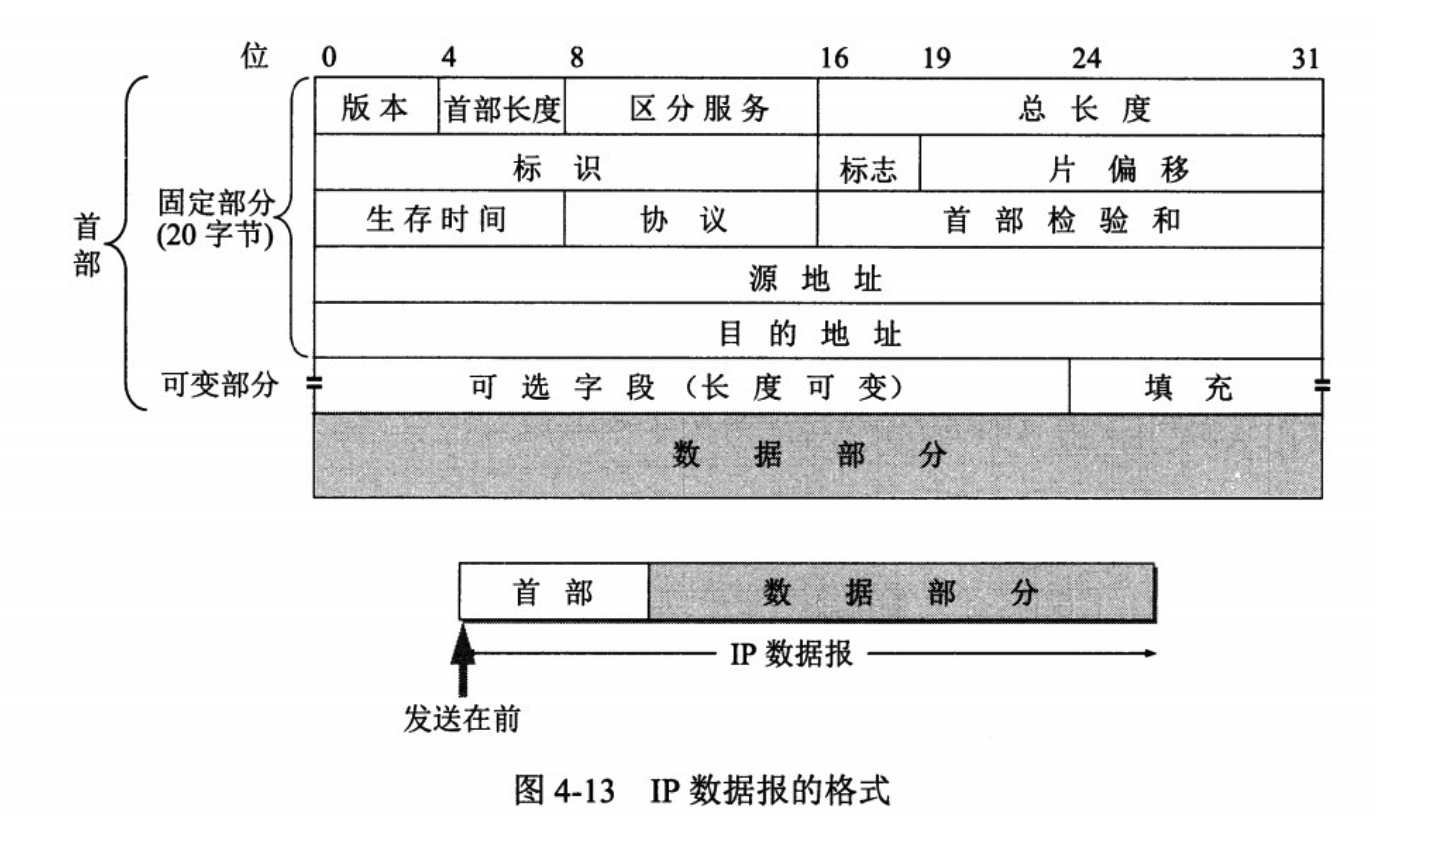 位 0 4 8 16 19 24 31
版本 首部长度 区分服务 总长度
标识 标志 片偏移
首部 固定部分 (20 字节) 生存时间 协议 首部检验和
源地址
目的地址
可变部分 可选字段（长度可变） 填充
数据部分
首部 数据部分
IP 数据报
发送在前
图 4-13 IP 数据报的格式